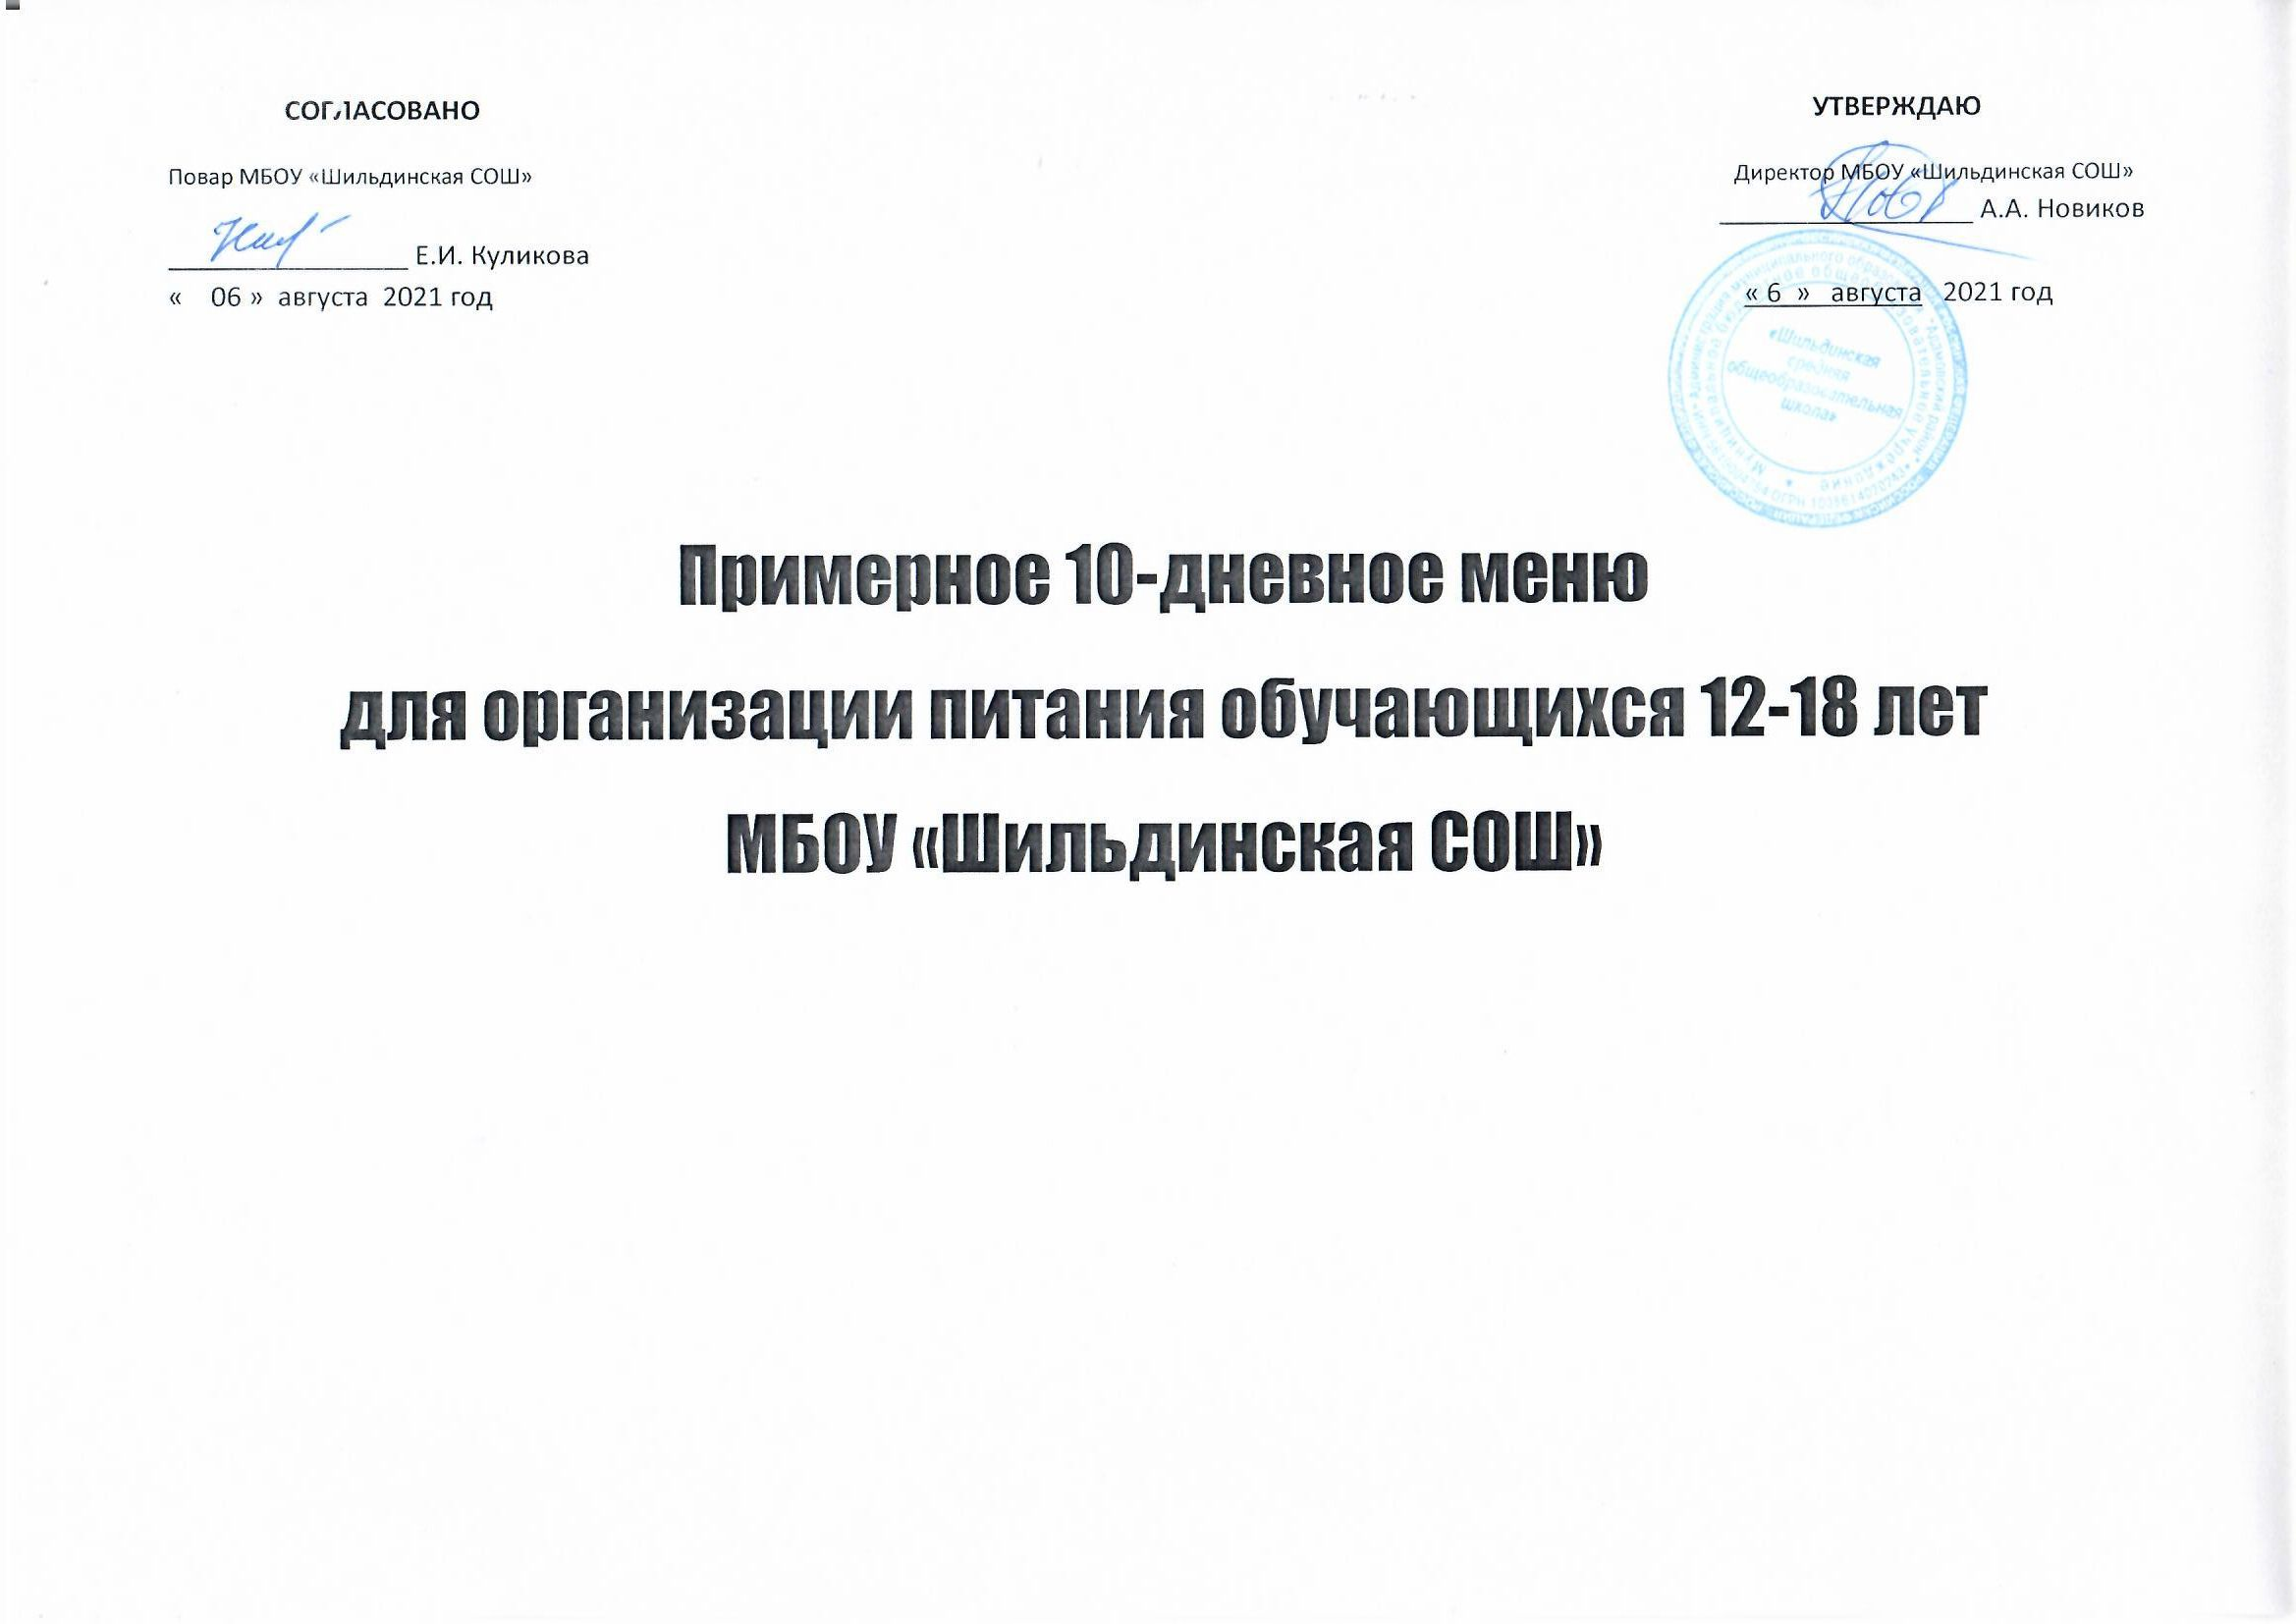 СОГЛАСОВАНО
Повар МБОУ «Шильдинская СОШ»
Е.И. Куликова
« 06 » августа 2021 год
УТВЕРЖДАЮ
Директор МБОУ «Шильдинская СОШ»
А.А. Новиков
« 6 » августа 2021 год
«Шильдинская
средняя
общеобразовательная
школа»
Примерное 10-дневное меню
для организации питания обучающихся 12-18 лет
МБОУ «Шильдинская СОШ»